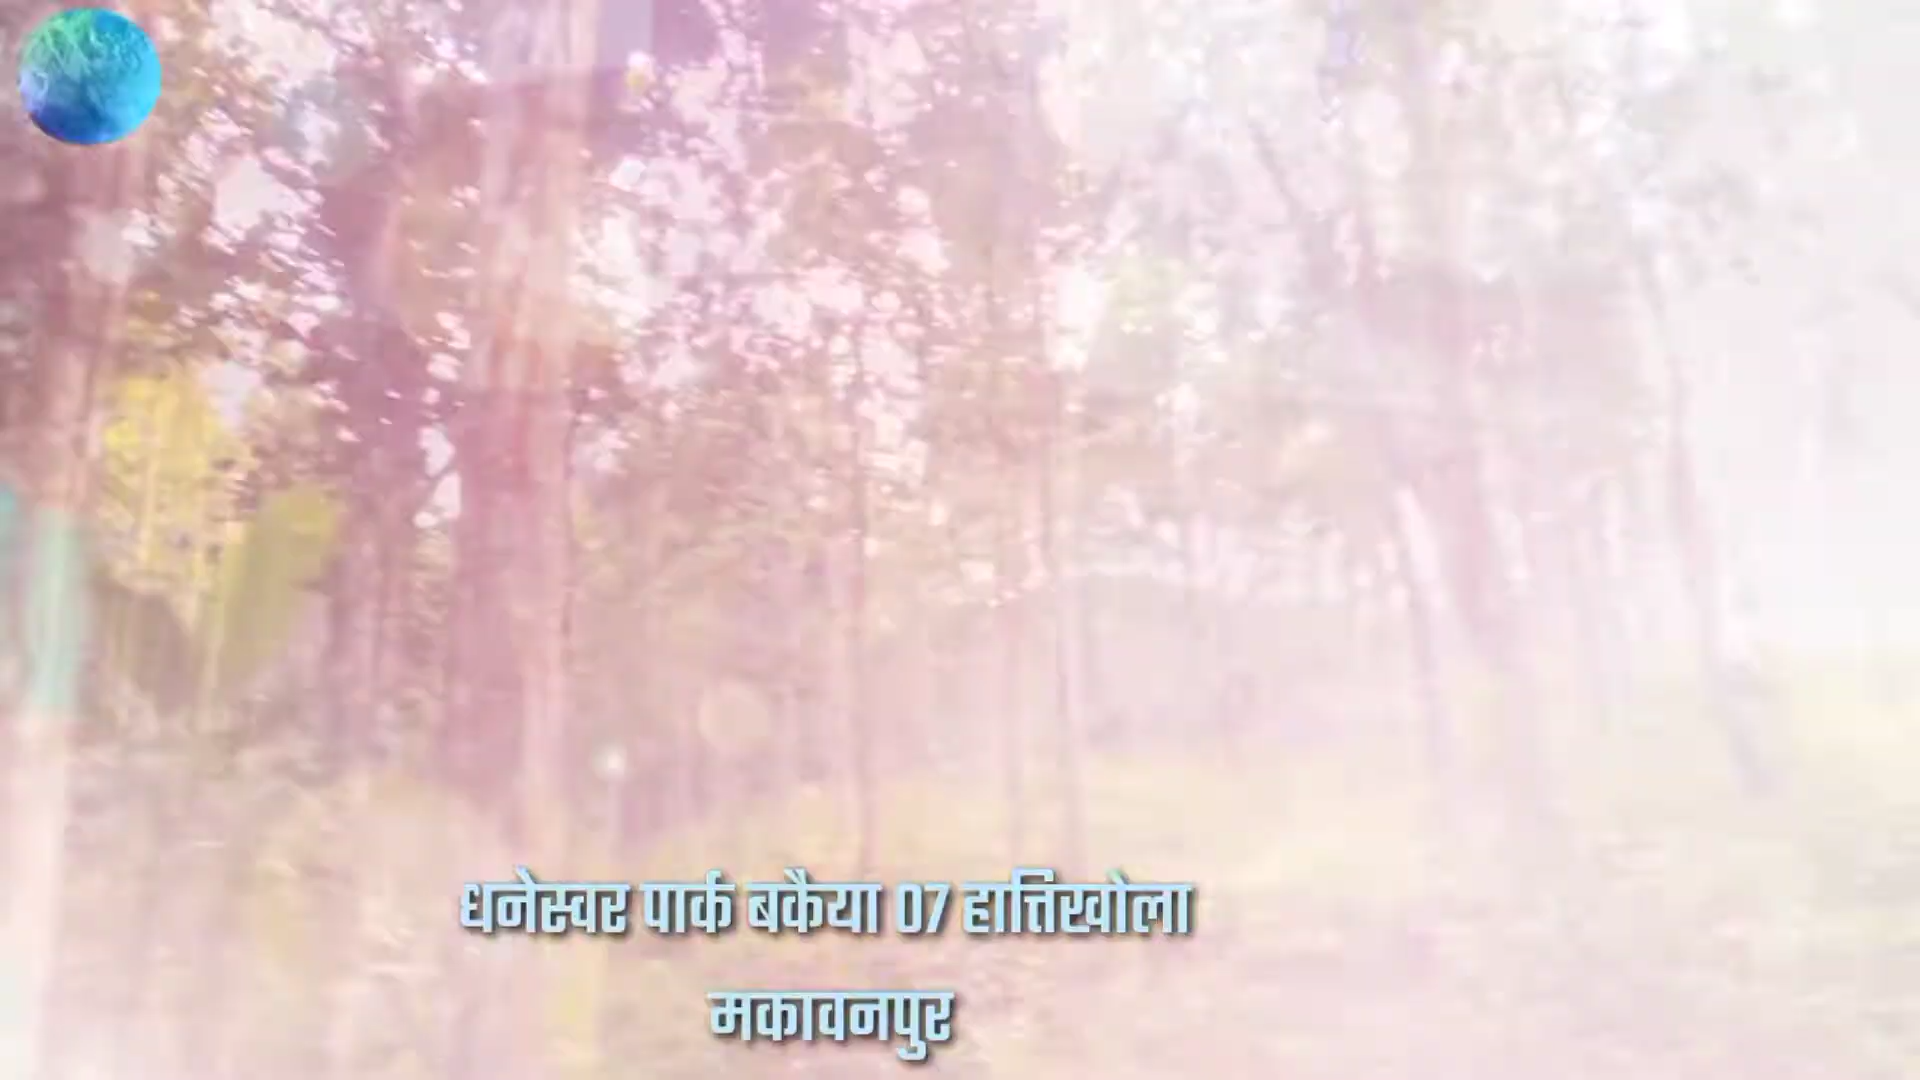 धनेस्वर पार्क बकैया 07 हात्तिखोला
मकावनपुर